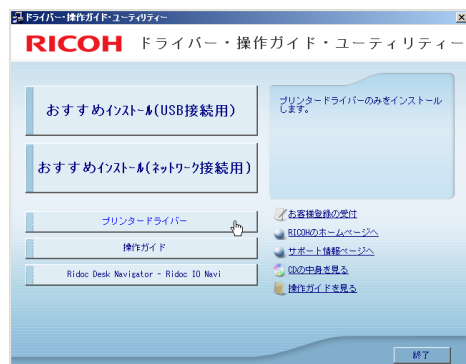 ドライバー・操作ガイド・ユーティリティー
RICOH ドライバー・操作ガイド・ユーティリティー
おすすめインストール(USB接続用)
プリンタードライバーのみをインストール
します。
おすすめインストール(ネットワーク接続用)
プリンタードライバー
操作ガイド
Ridoc Desk Navigator - Ridoc IO Navi
お客様登録の受付
RICOHのホームページへ
サポート情報ページへ
CDの中身を見る
操作ガイドを見る
終了